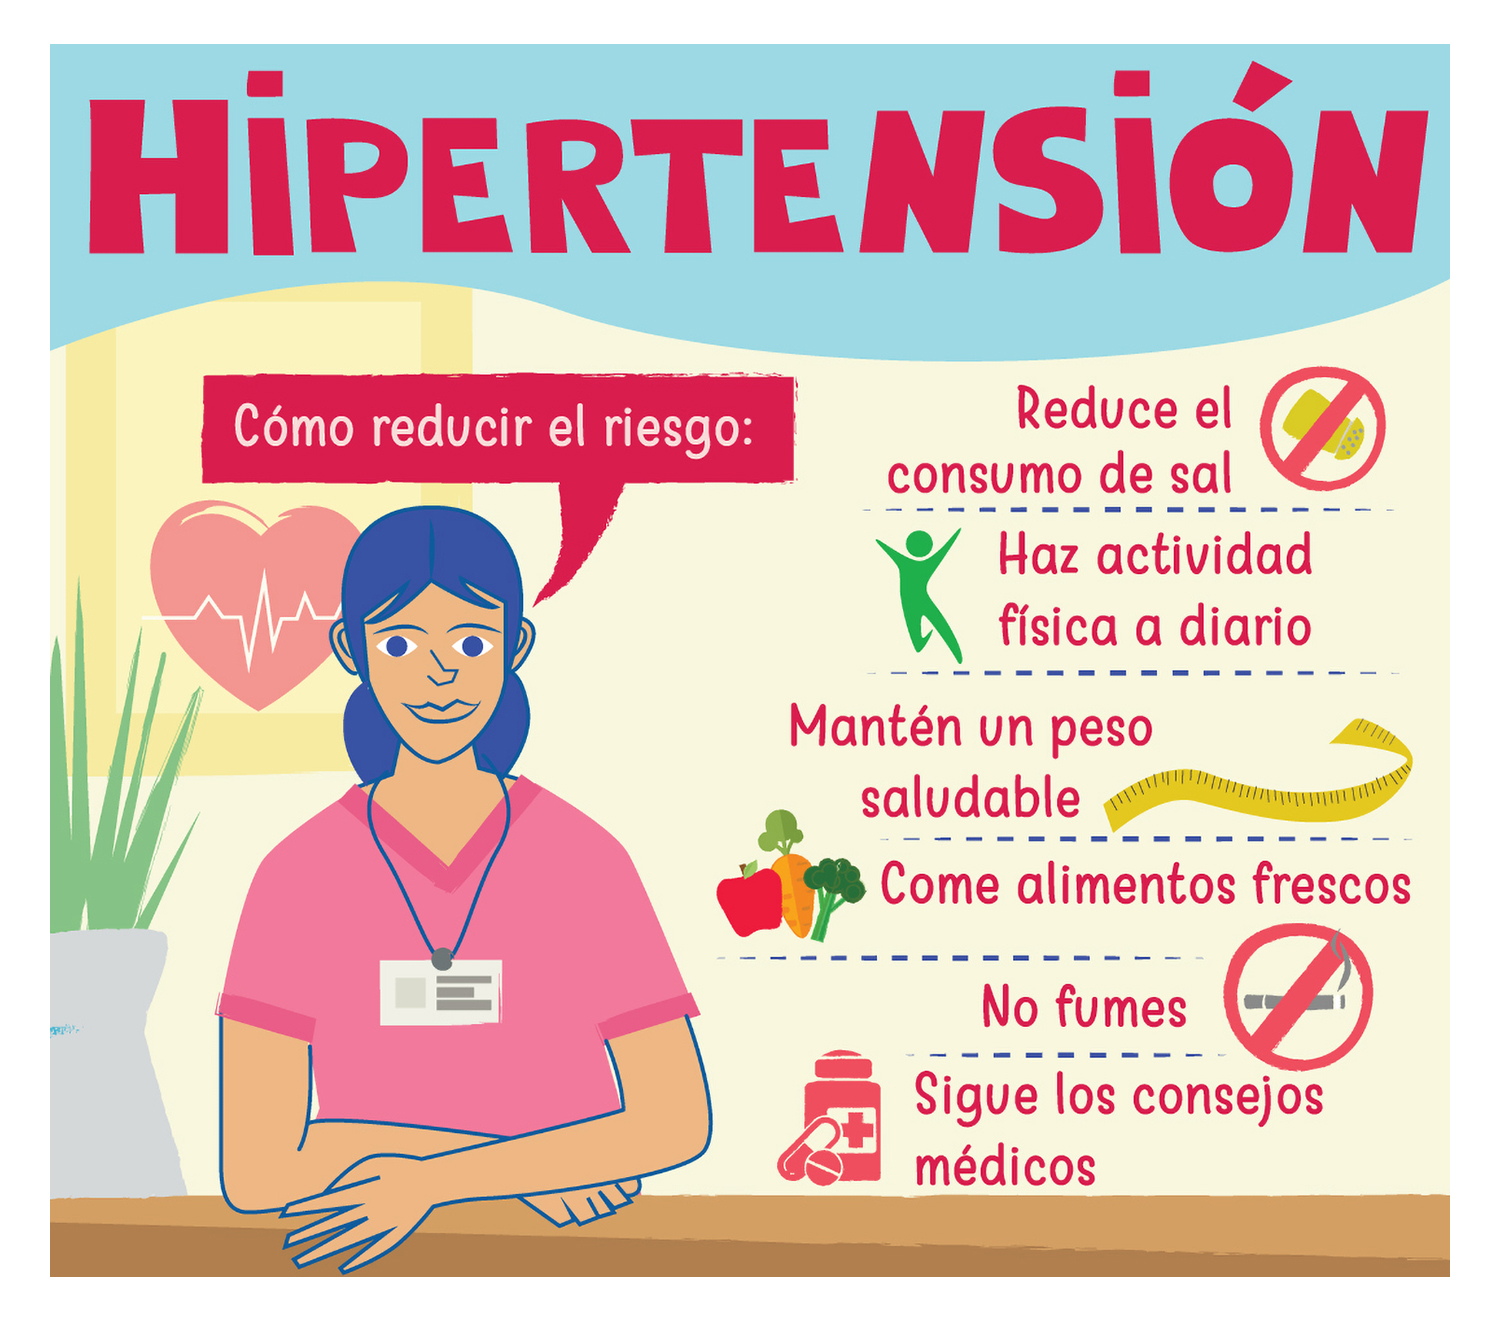 HiPERTENSiÓN
Cómo reducir el riesgo:
Reduce el
consumo de sal
Haz actividad
física a diario
Mantén un peso
saludable
Come alimentos frescos
No fumes
Sigue los consejos
médicos